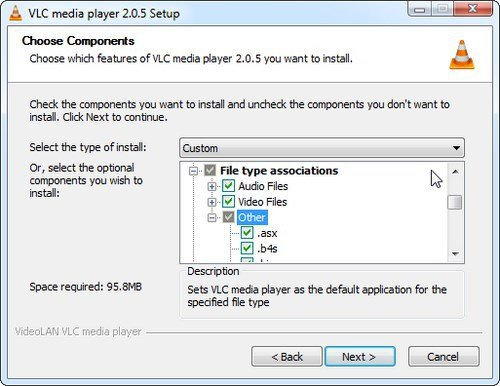 VLC media player 2.0.5 Setup
Choose Components
Choose which features of VLC media player 2.0.5 you want to install.
Check the components you want to install and uncheck the components you don't want to
install. Click Next to continue.
Select the type of install:
Custom
Or, select the optional
components you wish to
install:
File type associations
Audio Files
Video Files
Other
.asx
.b4s
Space required: 95.8MB
Description
Sets VLC media player as the default application for the
specified file type
VideoLAN VLC media player
< Back
Next >
Cancel